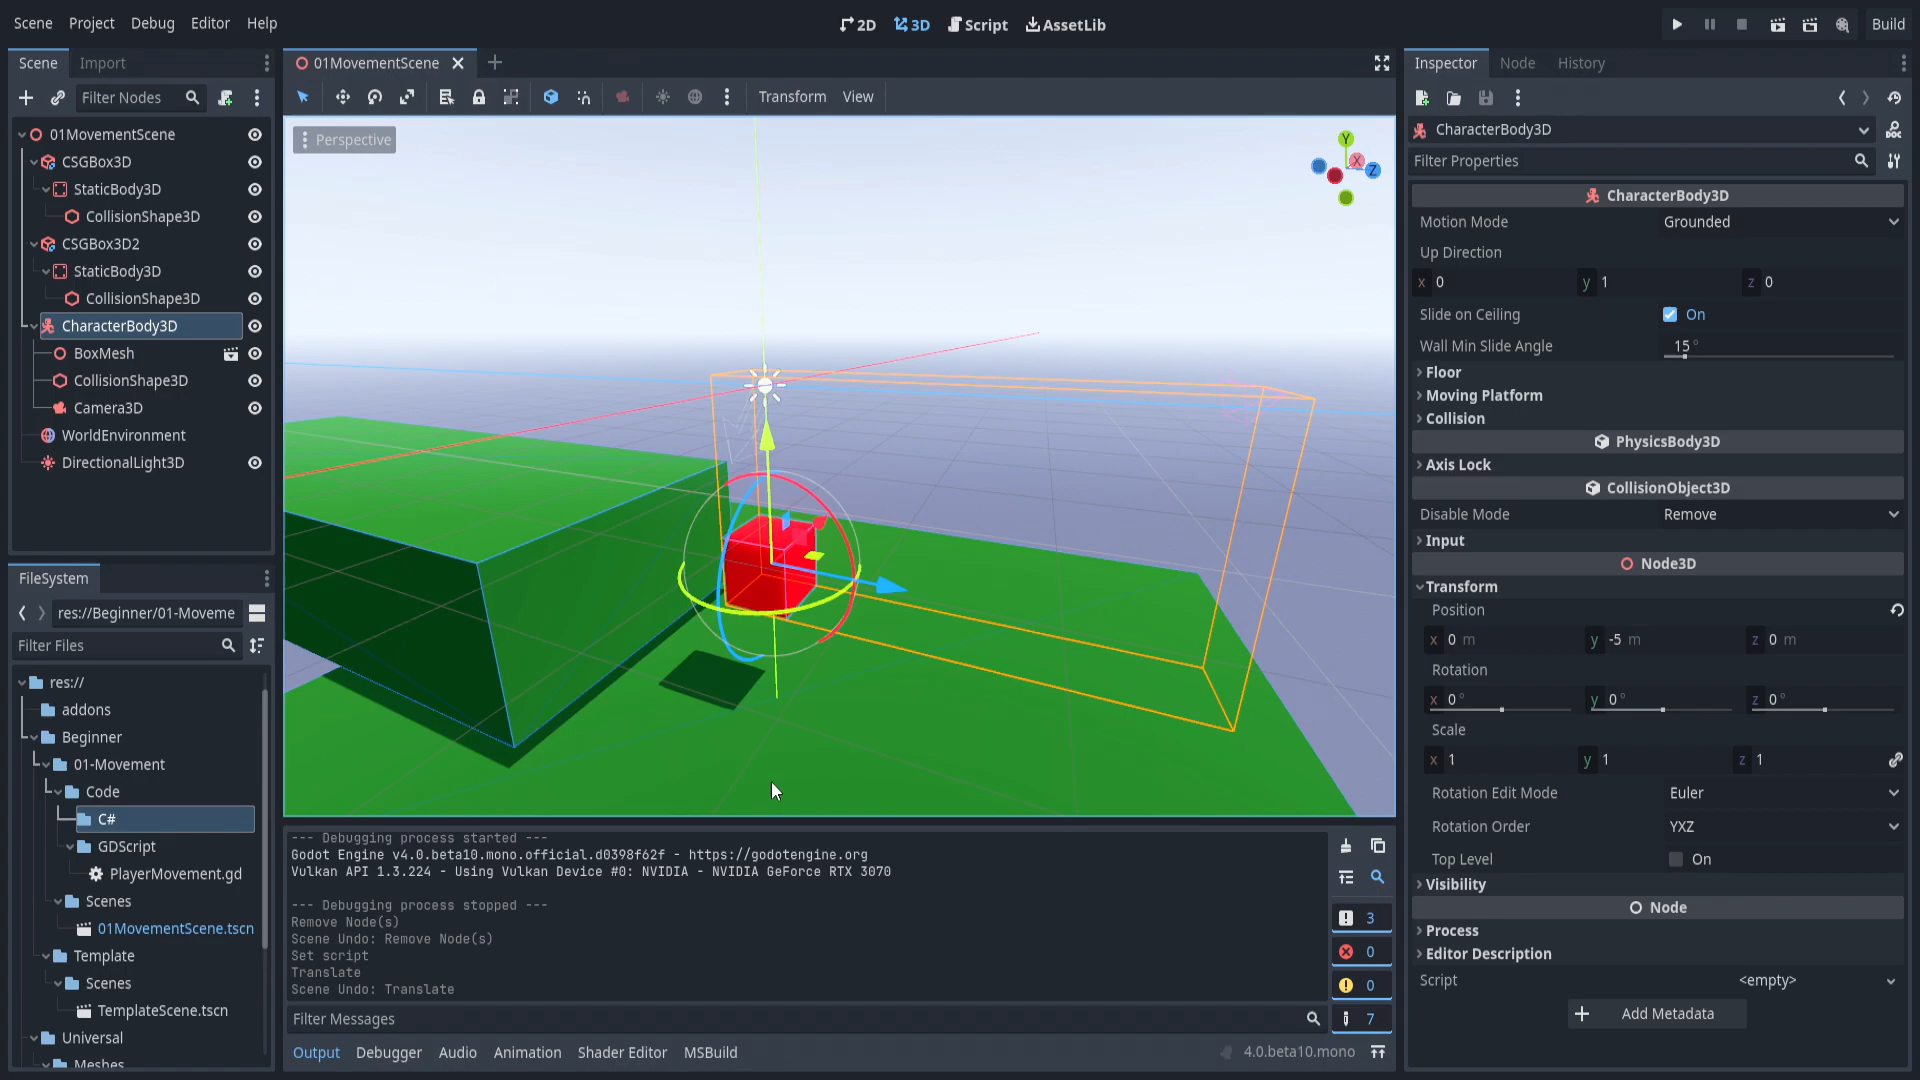 Scene Project Debug Editor Help
2D 3D Script AssetLib
Build
Scene Import
Filter Nodes
01MovementScene
CSGBox3D
StaticBody3D
CollisionShape3D
CSGBox3D2
StaticBody3D
CollisionShape3D
CharacterBody3D
BoxMesh
CollisionShape3D
Camera3D
WorldEnvironment
DirectionalLight3D
FileSystem
res://Beginner/01-Moveme
Filter Files
res://
addons
Beginner
01-Movement
Code
C#
GDScript
PlayerMovement.gd
Scenes
01MovementScene.tscn
Template
Scenes
TemplateScene.tscn
Universal
Meshes
01MovementScene
Transform View
Perspective
Y
X
Z
--- Debugging process started ---
Godot Engine v4.0.beta10.mono.official.d0398f62f - https://godotengine.org
Vulkan API 1.3.224 - Using Vulkan Device #0: NVIDIA - NVIDIA GeForce RTX 3070
--- Debugging process stopped ---
Remove Node(s)
Scene Undo: Remove Node(s)
Set script
Translate
Scene Undo: Translate
3
0
0
7
Filter Messages
Output Debugger Audio Animation Shader Editor MSBuild
4.0.beta10.mono
Inspector Node History
CharacterBody3D
Filter Properties
CharacterBody3D
Motion Mode Grounded
Up Direction
x 0 y 1 z 0
Slide on Ceiling On
Wall Min Slide Angle 15 °
Floor
Moving Platform
Collision
PhysicsBody3D
Axis Lock
CollisionObject3D
Disable Mode Remove
Input
Node3D
Transform
Position
x 0 m y -5 m z 0 m
Rotation
x 0 ° y 0 ° z 0 °
Scale
x 1 y 1 z 1
Rotation Edit Mode Euler
Rotation Order YXZ
Top Level On
Visibility
Node
Process
Editor Description
Script <empty>
Add Metadata